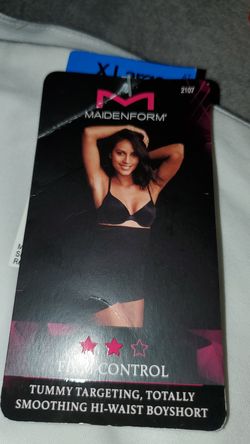 XL
2107
M
MAIDENFORM®
FIRM CONTROL
TUMMY TARGETING, TOTALLY
SMOOTHING HI-WAIST BOYSHORT